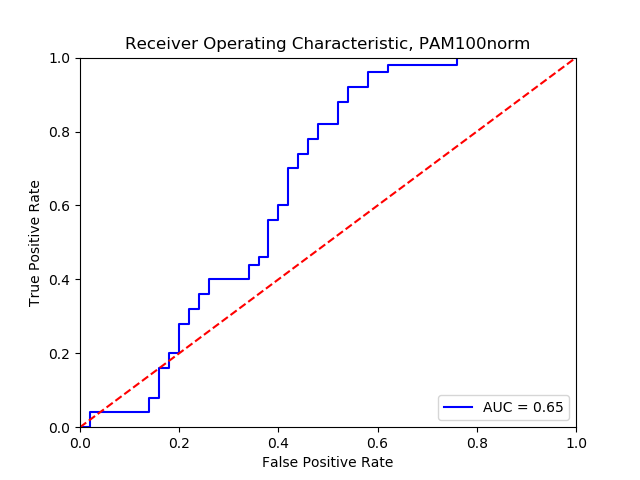 Receiver Operating Characteristic, PAM100norm
1.0
0.8
0.6
0.4
0.2
0.0
True Positive Rate
AUC = 0.65
0.0 0.2 0.4 0.6 0.8 1.0
False Positive Rate